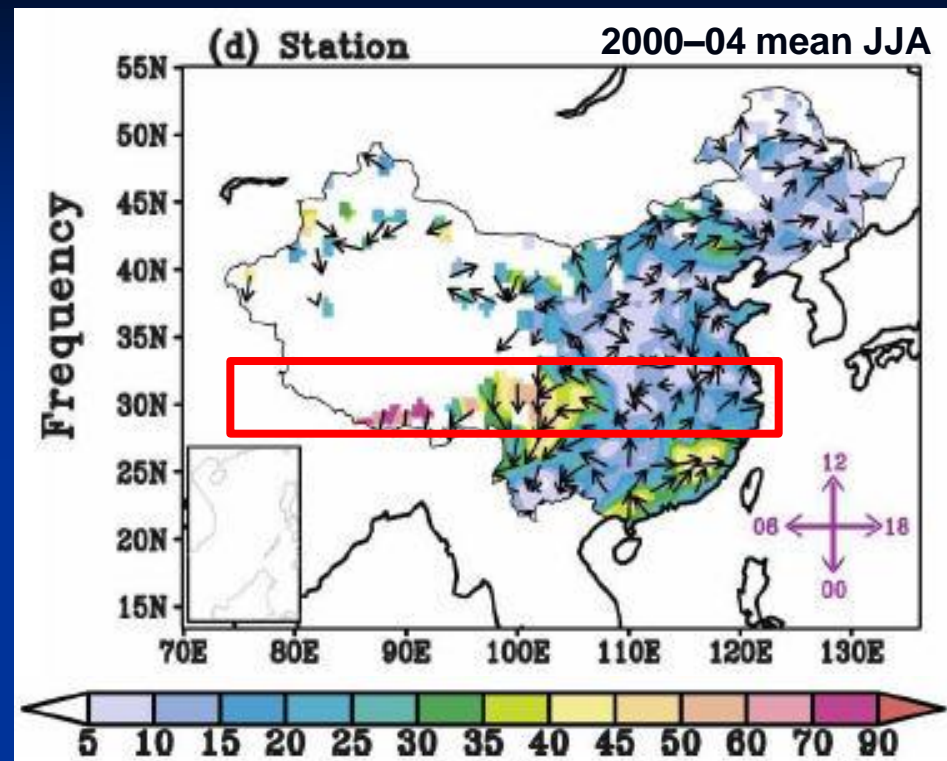 (d) Station
2000–04 mean JJA
Frequency
55N
50N
45N
40N
35N
30N
25N
20N
15N
12
06
18
00
70E 80E 90E 100E 110E 120E 130E
5 10 15 20 25 30 35 40 45 50 60 70 90